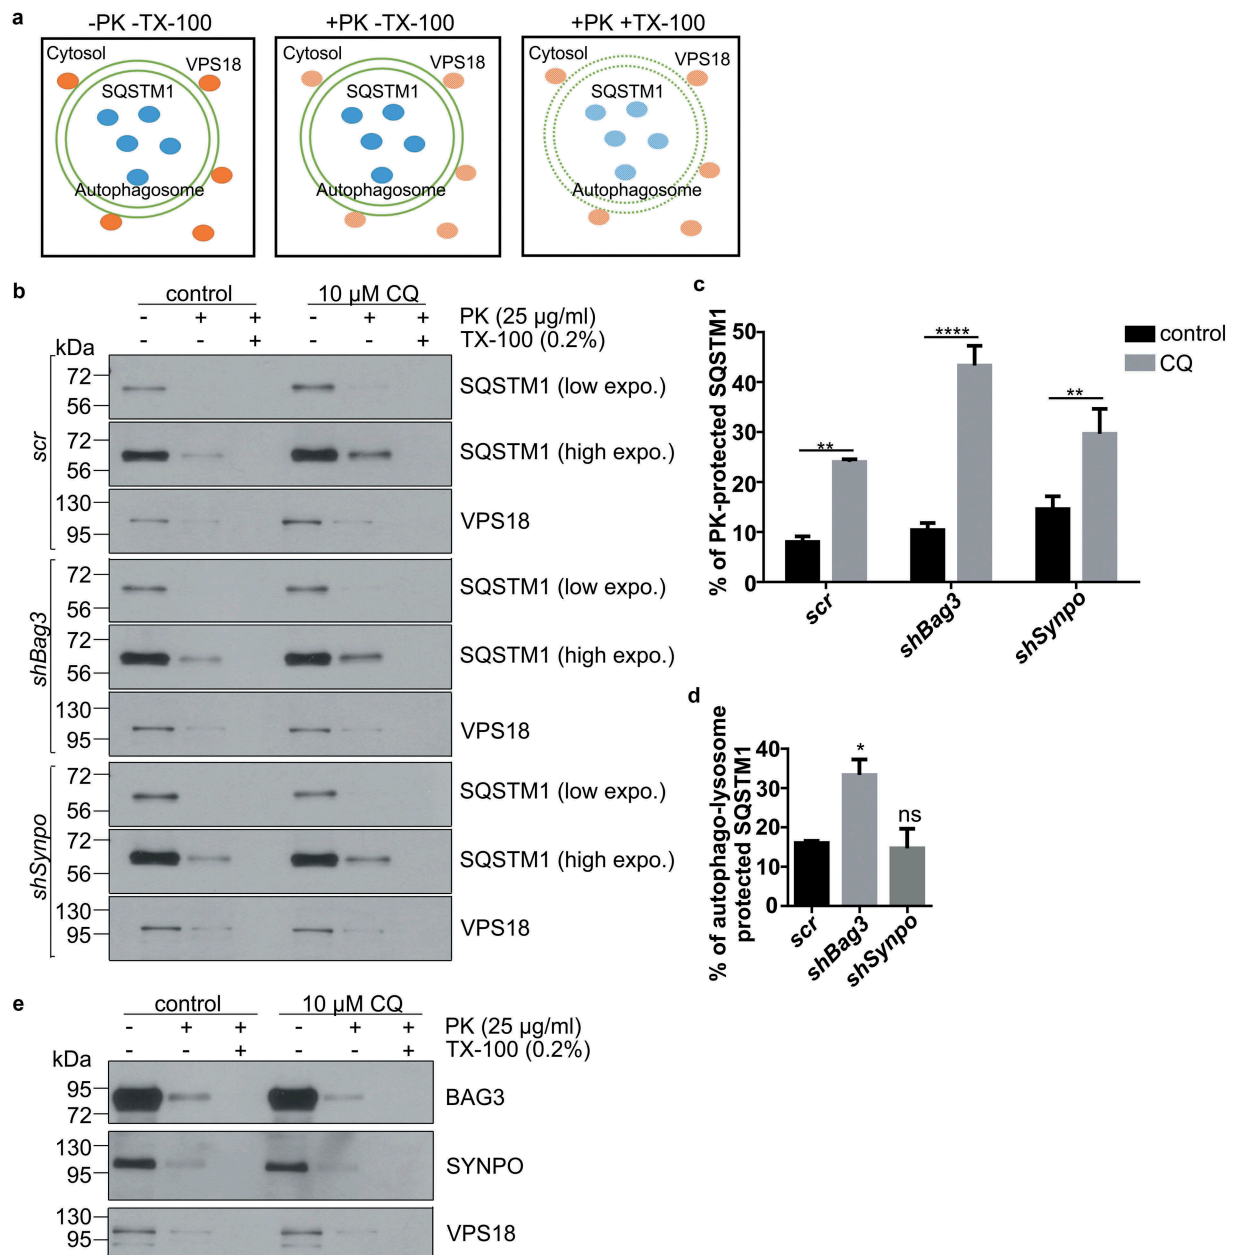 a
-PK -TX-100
+PK -TX-100
+PK +TX-100
Cytosol
VPS18
SQSTM1
Autophagosome
Cytosol
VPS18
SQSTM1
Autophagosome
Cytosol
VPS18
SQSTM1
Autophagosome
b
control
10 µM CQ
- + + - + + PK (25 µg/ml)
- - + - - + TX-100 (0.2%)
kDa
scr
72
56
SQSTM1 (low expo.)
72
56
SQSTM1 (high expo.)
130
95
VPS18
shBag3
72
56
SQSTM1 (low expo.)
72
56
SQSTM1 (high expo.)
130
95
VPS18
shSynpo
72
56
SQSTM1 (low expo.)
72
56
SQSTM1 (high expo.)
130
95
VPS18
c
% of PK-protected SQSTM1
50
40
30
20
10
0
**
****
**
control
CQ
scr
shBag3
shSynpo
d
% of autophago-lysosome
protected SQSTM1
40
30
20
10
0
*
ns
scr
shBag3
shSynpo
e
control
10 µM CQ
- + + - + + PK (25 µg/ml)
- - + - - + TX-100 (0.2%)
kDa
95
72
BAG3
130
95
SYNPO
130
95
VPS18